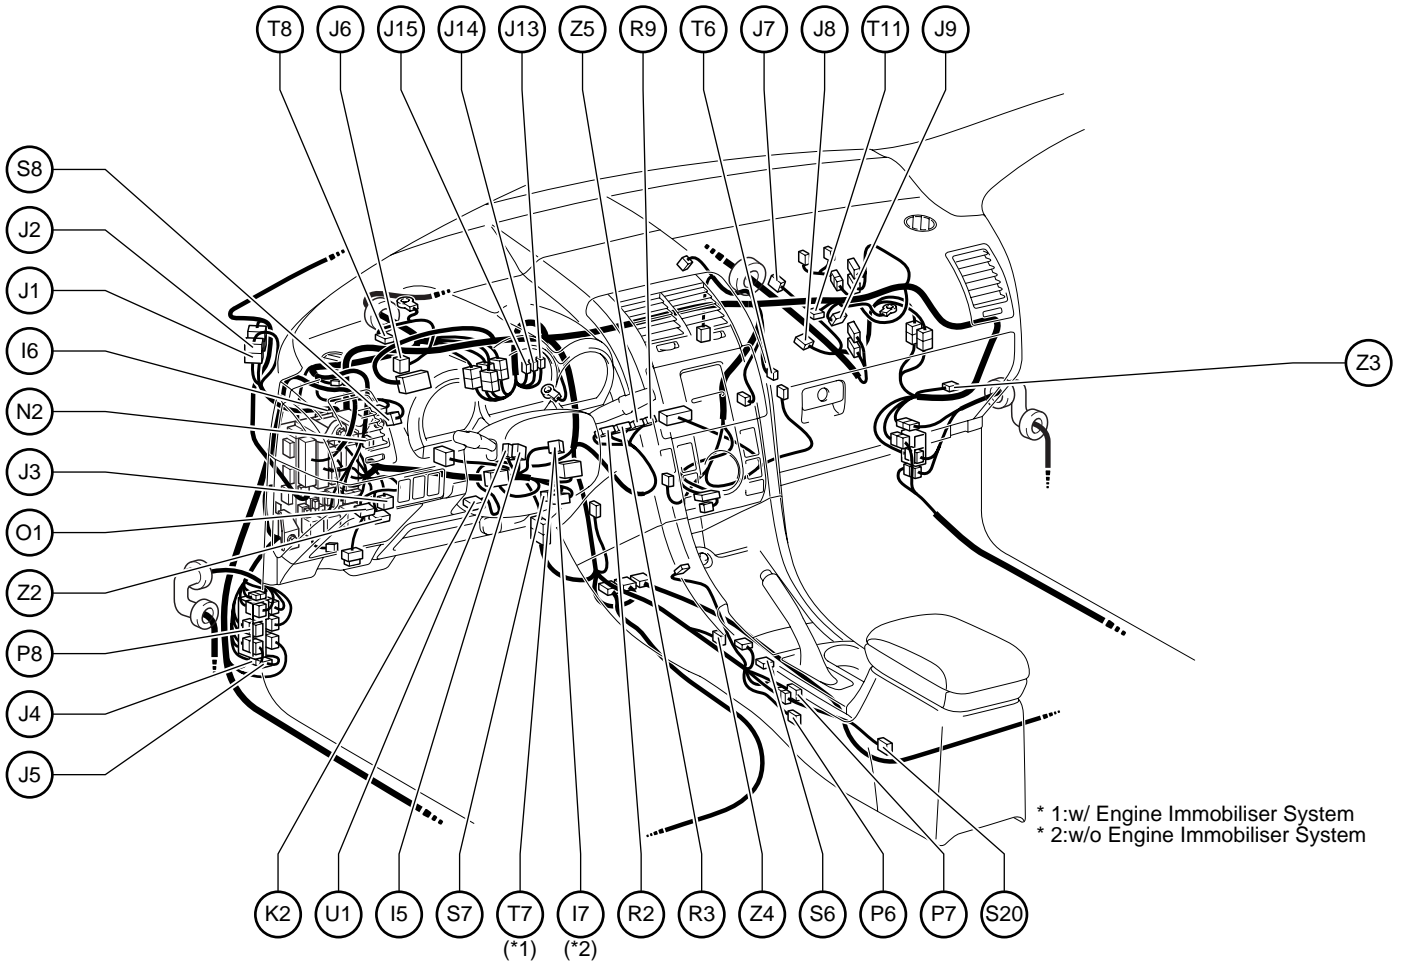 T8 J6 J15 J14 J13 Z5 R9 T6 J7 J8 T11 J9
S8
J2
J1
I6
Z3
N2
J3
O1
Z2
P8
J4
J5
* 1:w/ Engine Immobiliser System
* 2:w/o Engine Immobiliser System
K2 U1 I5 S7 T7 I7 R2 R3 Z4 S6 P6 P7 S20
(*1) (*2)